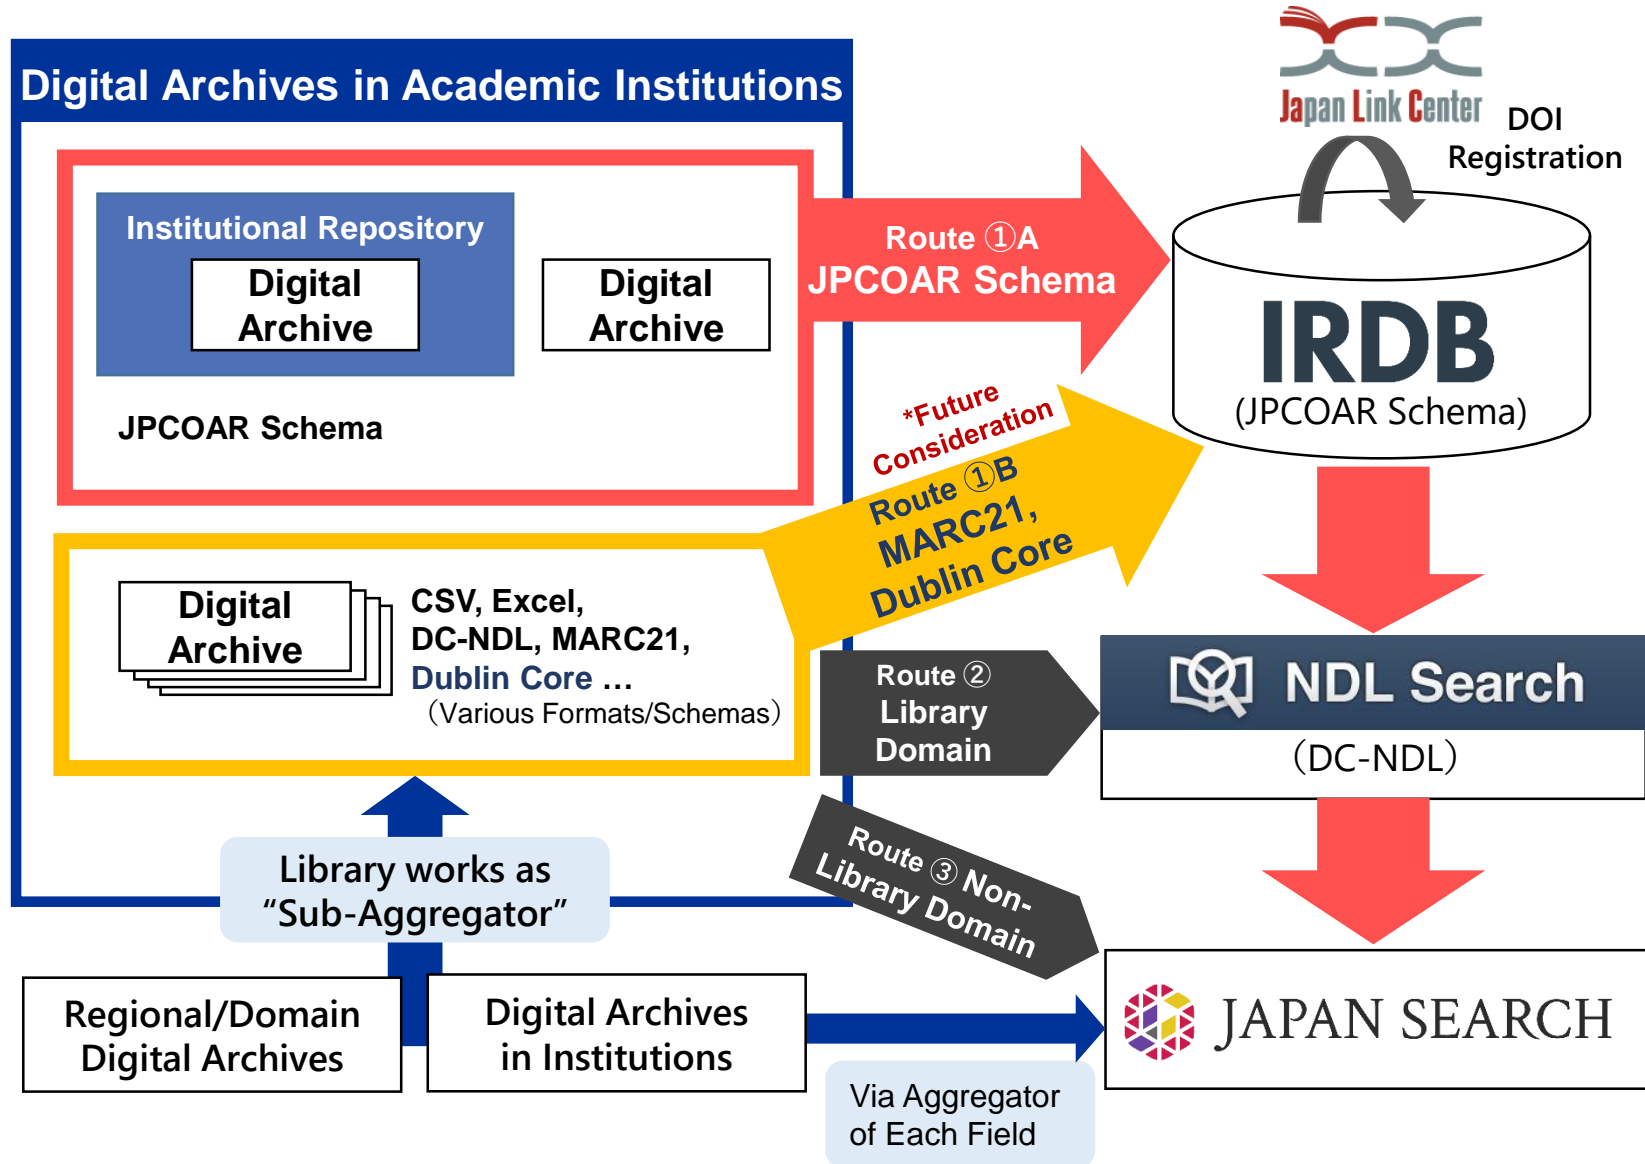 Digital Archives in Academic Institutions
Institutional Repository
Digital
Archive
Digital
Archive
JPCOAR Schema
Route ①A
JPCOAR Schema
Japan Link Center
DOI
Registration
IRDB
(JPCOAR Schema)
*Future
Consideration
Route ①B
MARC21,
Dublin Core
Digital
Archive
CSV, Excel,
DC-NDL, MARC21,
Dublin Core …
（Various Formats/Schemas）
Route ②
Library
Domain
NDL Search
（DC-NDL）
Route ③ Non-
Library Domain
Library works as
“Sub-Aggregator”
Regional/Domain
Digital Archives
Digital Archives
in Institutions
Via Aggregator
of Each Field
JAPAN SEARCH